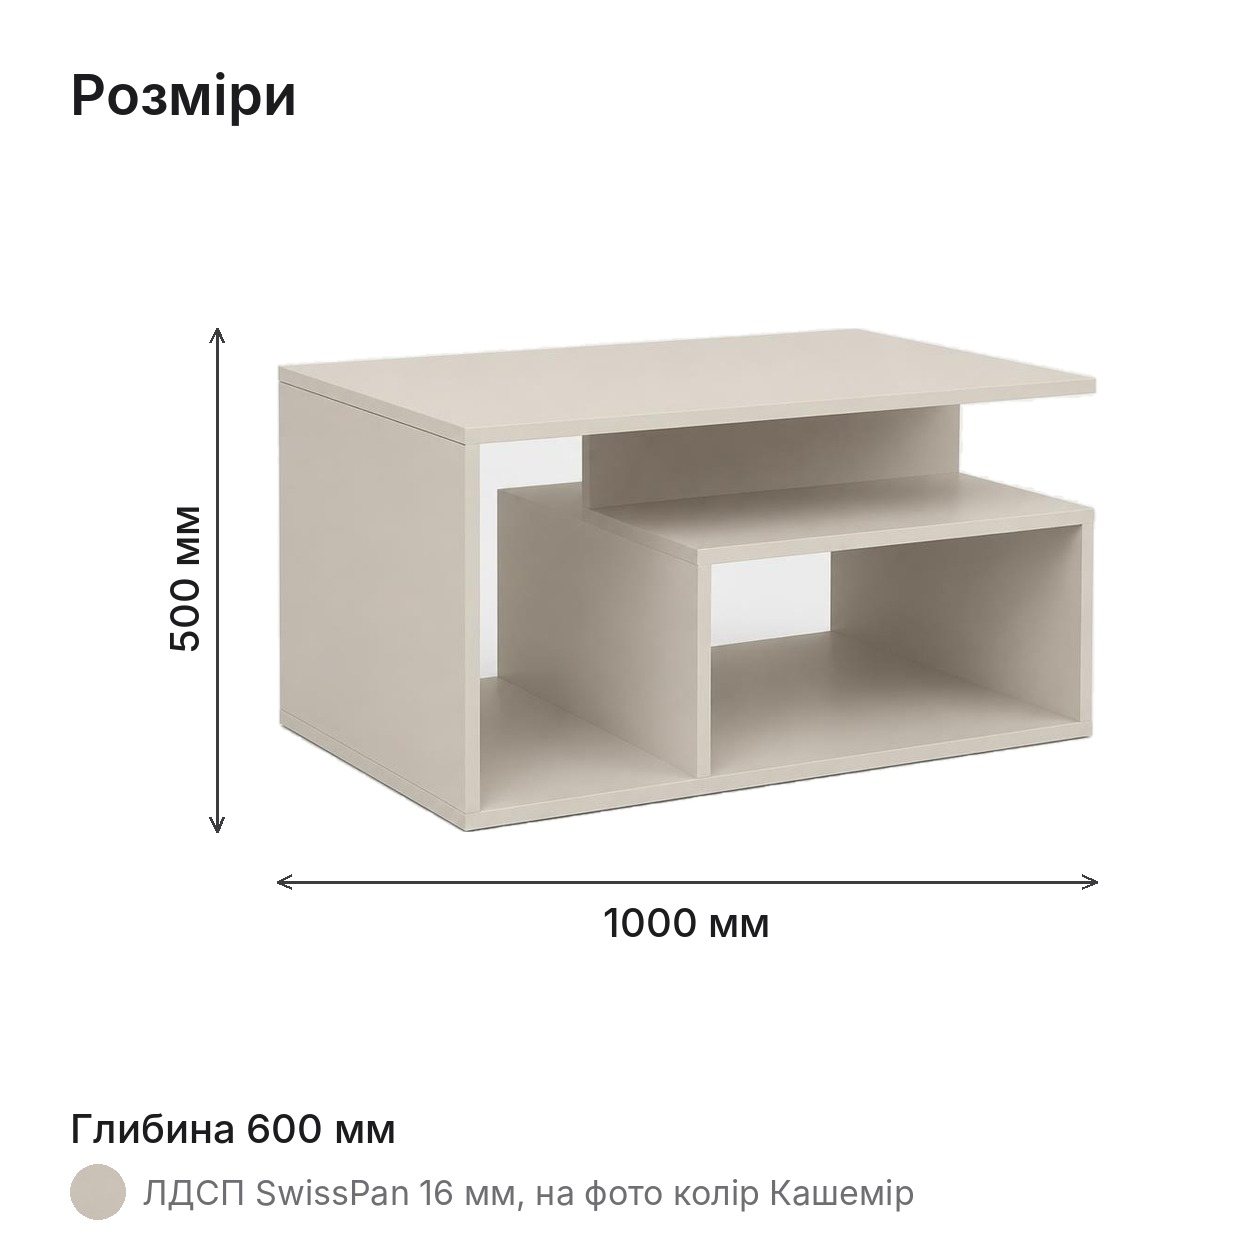 Розміри
500 мм
1000 мм
Глибина 600 мм
ЛДСП SwissPan 16 мм, на фото колір Кашемір